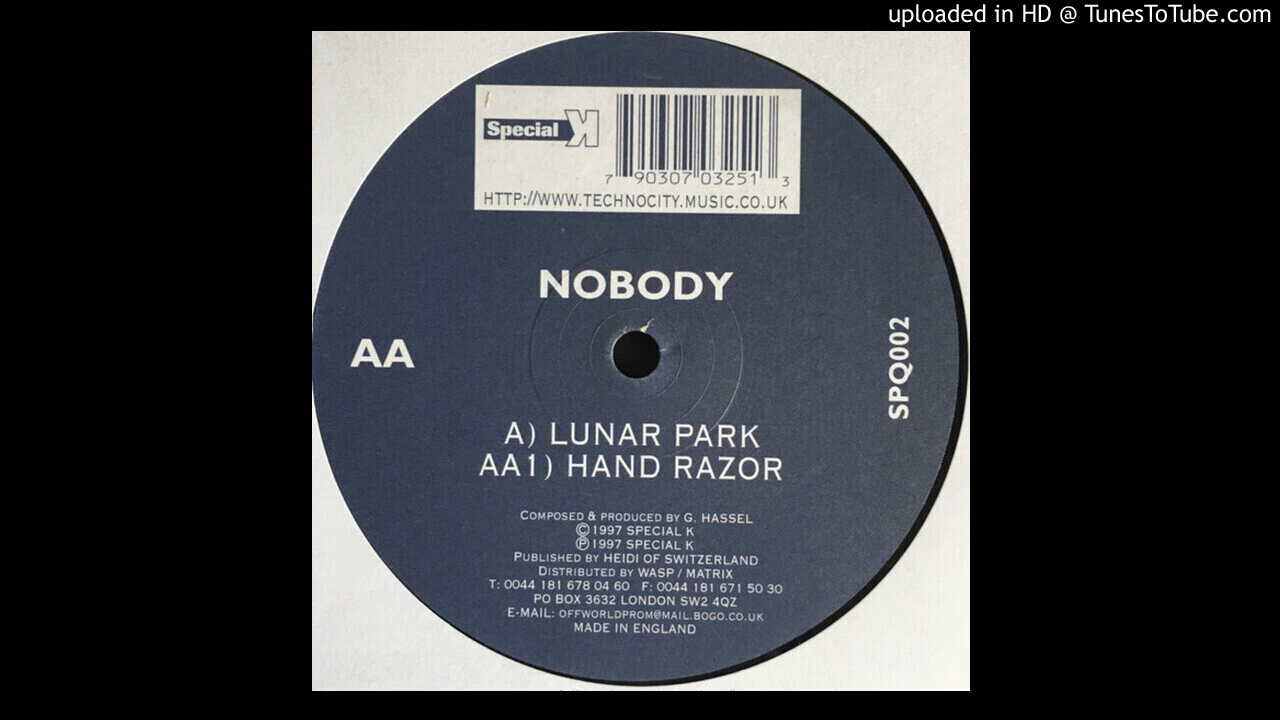 uploaded in HD @ TunesToTube.com
Special K
7 90307 03251 3
HTTP://WWW.TECHNOCITY.MUSIC.CO.UK
NOBODY
AA
SPQ002
A) LUNAR PARK
AA1) HAND RAZOR
COMPOSED & PRODUCED BY G. HASSEL
©1997 SPECIAL K
℗1997 SPECIAL K
PUBLISHED BY HEIDI OF SWITZERLAND
DISTRIBUTED BY WASP / MATRIX
T: 0044 181 678 04 60 F: 0044 181 671 50 30
PO BOX 3632 LONDON SW2 4QZ
E-MAIL: OFFWORLDPROM@MAIL.BOGO.CO.UK
MADE IN ENGLAND